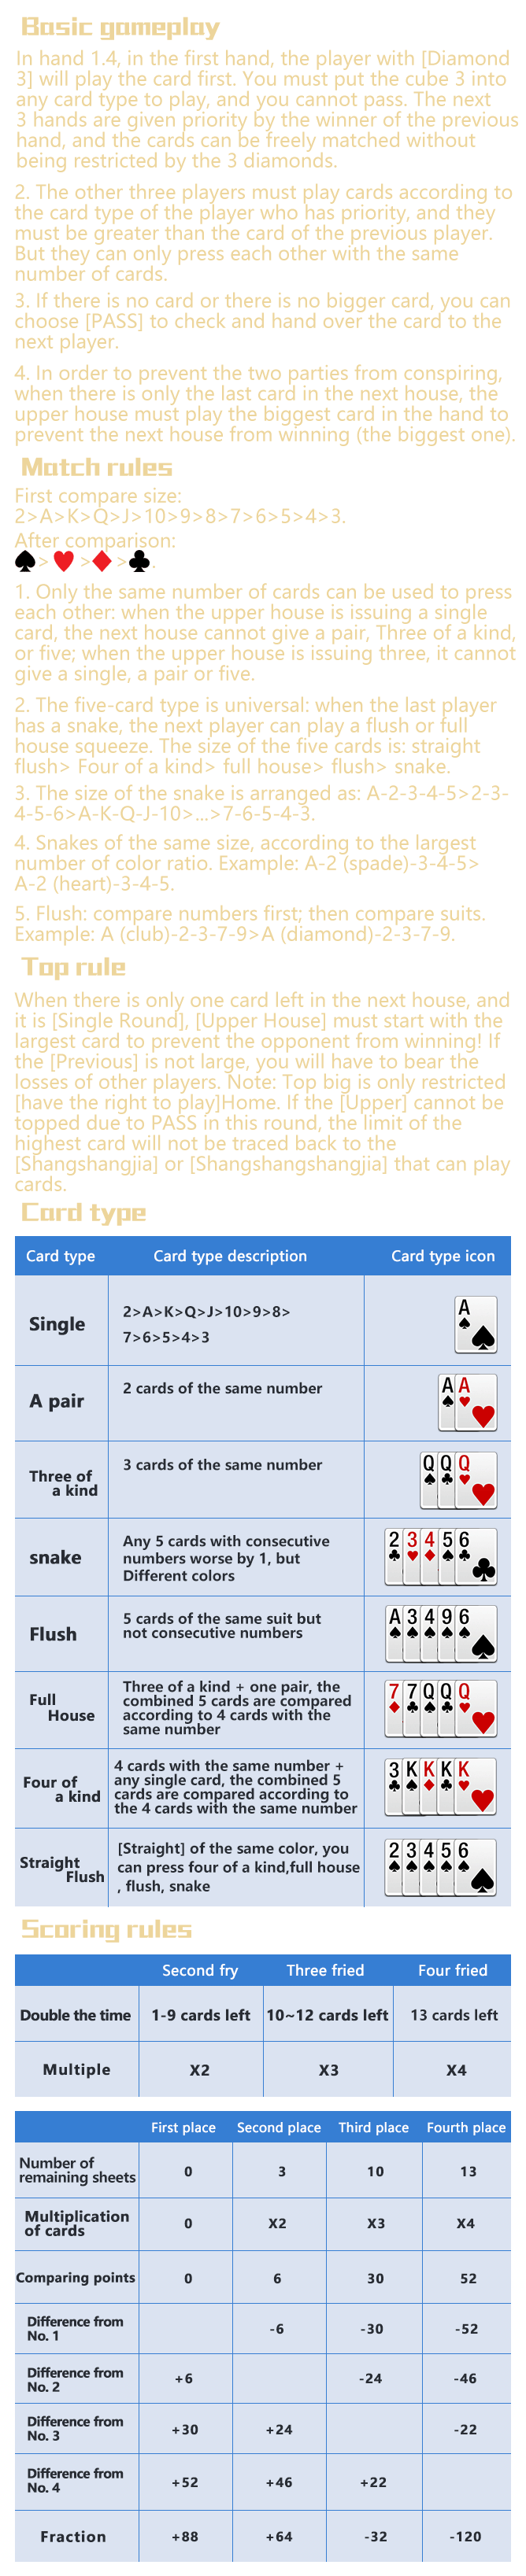 Basic gameplay
In hand 1.4, in the first hand, the player with [Diamond
3] will play the card first. You must put the cube 3 into
any card type to play, and you cannot pass. The next
3 hands are given priority by the winner of the previous
hand, and the cards can be freely matched without
being restricted by the 3 diamonds.
2. The other three players must play cards according to
the card type of the player who has priority, and they
must be greater than the card of the previous player.
But they can only press each other with the same
number of cards.
3. If there is no card or there is no bigger card, you can
choose [PASS] to check and hand over the card to the
next player.
4. In order to prevent the two parties from conspiring,
when there is only the last card in the next house, the
upper house must play the biggest card in the hand to
prevent the next house from winning (the biggest one).
Match rules
First compare size:
2>A>K>Q>J>10>9>8>7>6>5>4>3.
After comparison:
♠> ♥ >♦ >♣.
1. Only the same number of cards can be used to press
each other: when the upper house is issuing a single
card, the next house cannot give a pair, Three of a kind,
or five; when the upper house is issuing three, it cannot
give a single, a pair or five.
2. The five-card type is universal: when the last player
has a snake, the next player can play a flush or full
house squeeze. The size of the five cards is: straight
flush> Four of a kind> full house> flush> snake.
3. The size of the snake is arranged as: A-2-3-4-5>2-3-
4-5-6>A-K-Q-J-10>...>7-6-5-4-3.
4. Snakes of the same size, according to the largest
number of color ratio. Example: A-2 (spade)-3-4-5>
A-2 (heart)-3-4-5.
5. Flush: compare numbers first; then compare suits.
Example: A (club)-2-3-7-9>A (diamond)-2-3-7-9.
Top rule
When there is only one card left in the next house, and
it is [Single Round], [Upper House] must start with the
largest card to prevent the opponent from winning! If
the [Previous] is not large, you will have to bear the
losses of other players. Note: Top big is only restricted
[have the right to play]Home. If the [Upper] cannot be
topped due to PASS in this round, the limit of the
highest card will not be traced back to the
[Shangshangjia] or [Shangshangshangjia] that can play
cards.
Card type
Card type Card type description Card type icon
Single
2>A>K>Q>J>10>9>8>
7>6>5>4>3
A
A pair
2 cards of the same number
A A
Three of
a kind
3 cards of the same number
Q Q Q
snake
Any 5 cards with consecutive
numbers worse by 1, but
Different colors
2 3 4 5 6
Flush
5 cards of the same suit but
not consecutive numbers
A 3 4 9 6
Full
House
Three of a kind + one pair, the
combined 5 cards are compared
according to 4 cards with the
same number
7 7 Q Q Q
Four of
a kind
4 cards with the same number +
any single card, the combined 5
cards are compared according to
the 4 cards with the same number
3 K K K K
Straight
Flush
[Straight] of the same color, you
can press four of a kind,full house
, flush, snake
2 3 4 5 6
Scoring rules
Second fry Three fried Four fried
Double the time 1-9 cards left 10~12 cards left 13 cards left
Multiple X2 X3 X4
First place Second place Third place Fourth place
Number of
remaining sheets
0 3 10 13
Multiplication
of cards
0 X2 X3 X4
Comparing points 0 6 30 52
Difference from
No. 1
-6 -30 -52
Difference from
No. 2
+6 -24 -46
Difference from
No. 3
+30 +24 -22
Difference from
No. 4
+52 +46 +22
Fraction +88 +64 -32 -120